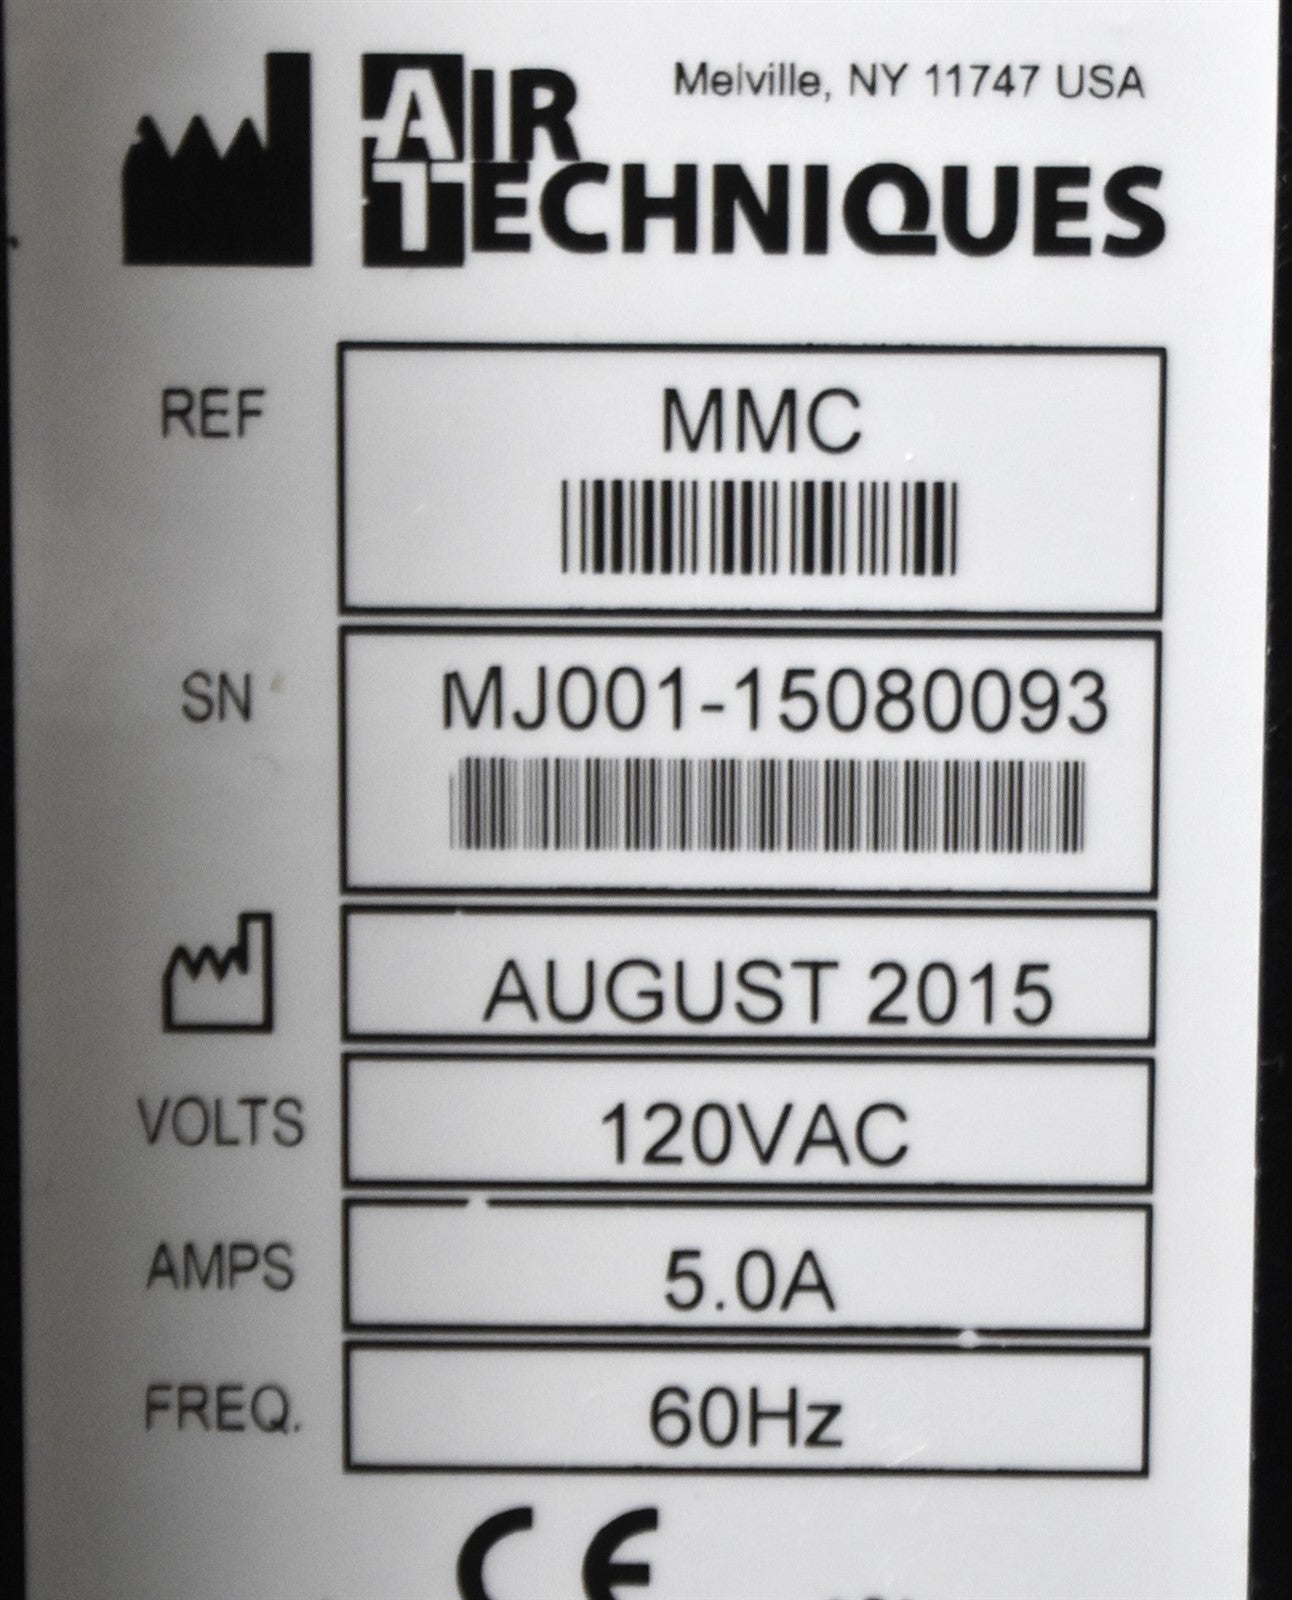 Melville, NY 11747 USA
AIR
TECHNIQUES
REF MMC
SN MJ001-15080093
AUGUST 2015
VOLTS 120VAC
AMPS 5.0A
FREQ. 60Hz
CE